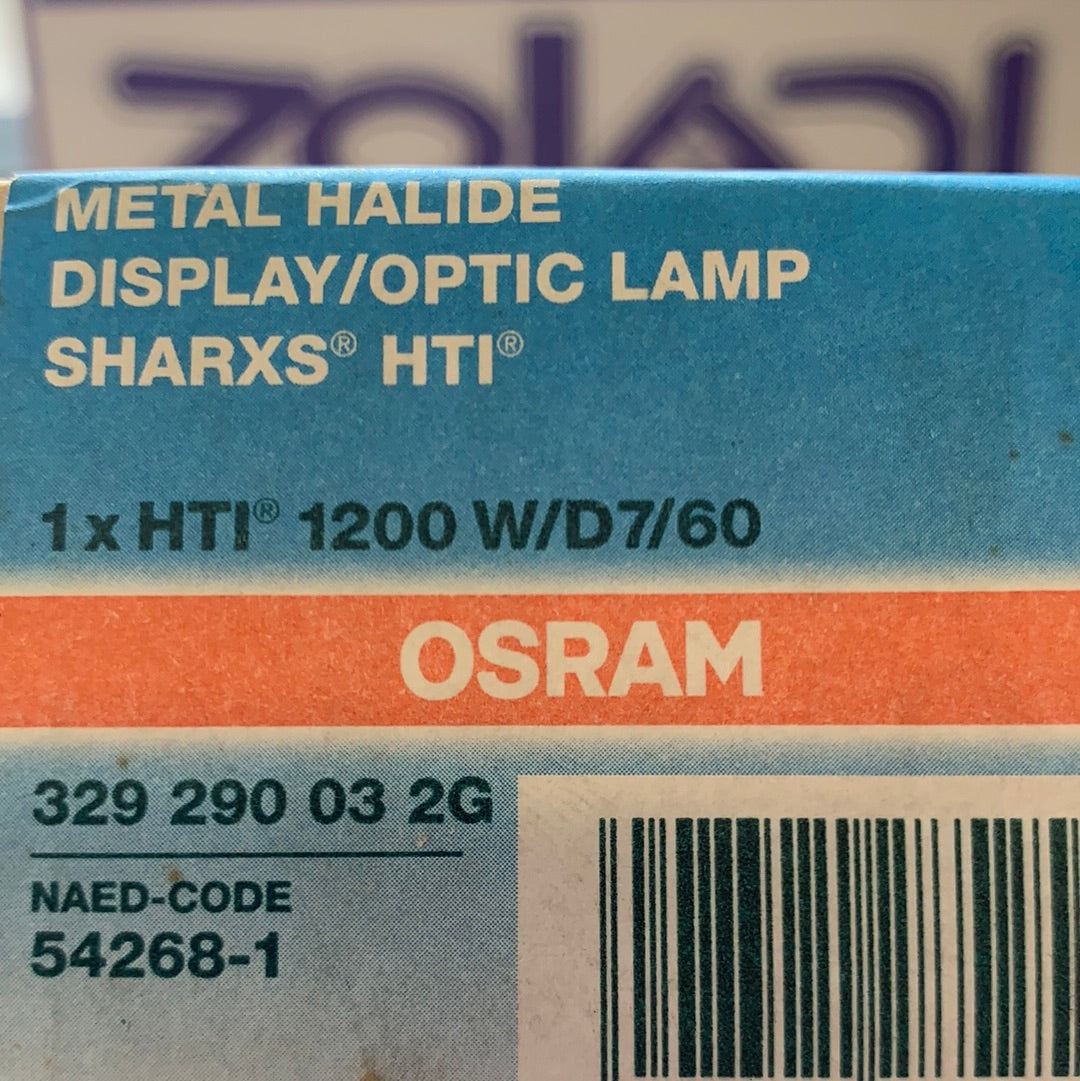 METAL HALIDE
DISPLAY/OPTIC LAMP
SHARXS® HTI®
1 x HTI® 1200 W/D7/60
OSRAM
329 290 03 2G
NAED-CODE
54268-1